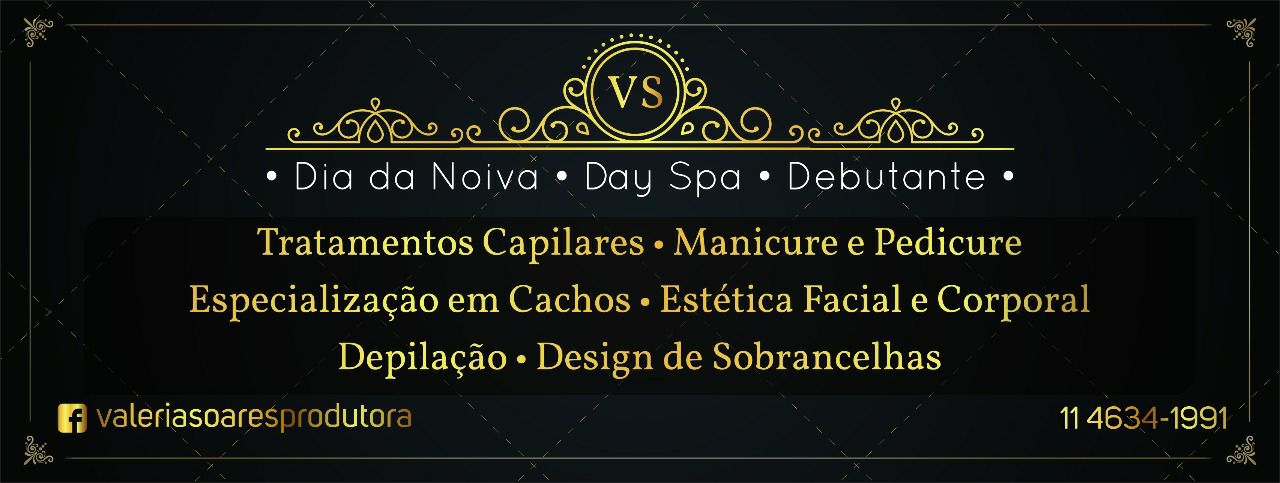 VS
• Dia da Noiva • Day Spa • Debutante •
Tratamentos Capilares • Manicure e Pedicure
Especialização em Cachos • Estética Facial e Corporal
Depilação • Design de Sobrancelhas
f valeriasoaresprodutora
11 4634-1991